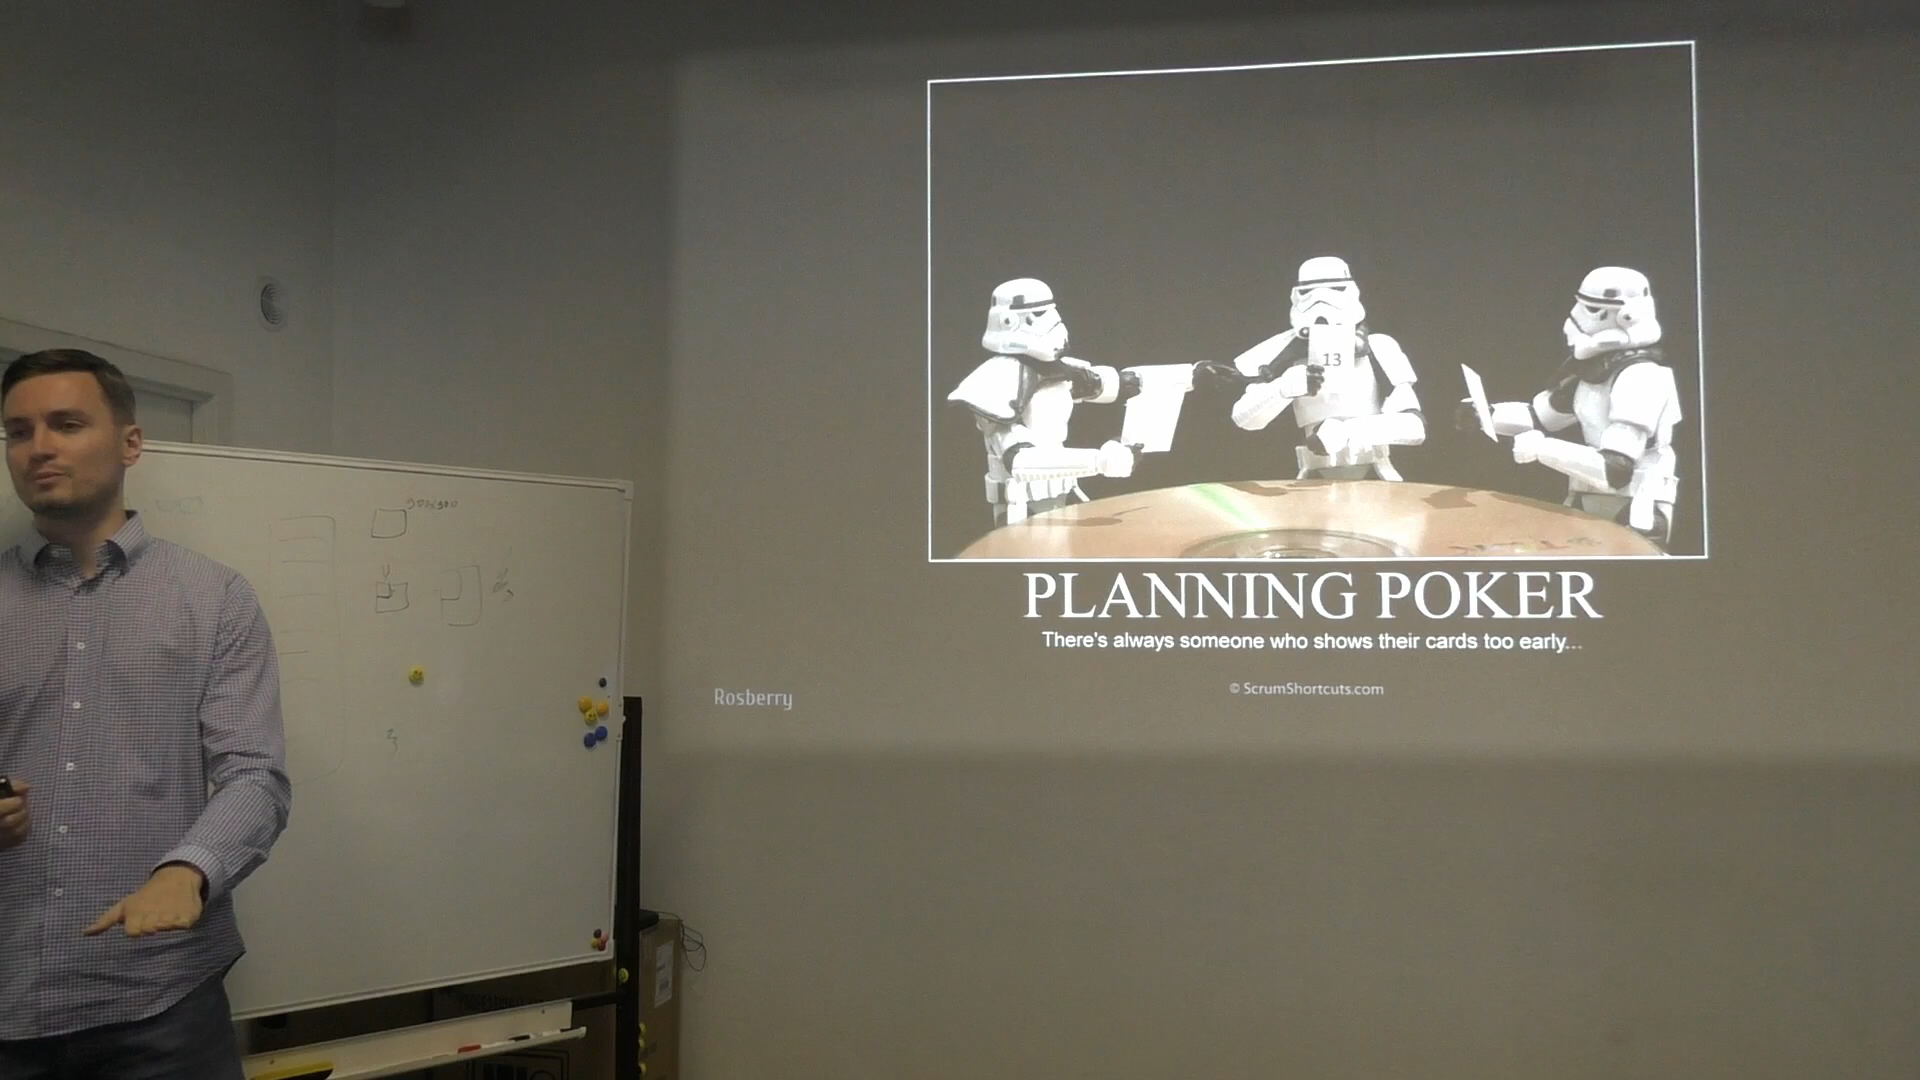 13
PLANNING POKER
There's always someone who shows their cards too early...
© ScrumShortcuts.com
Rosberry